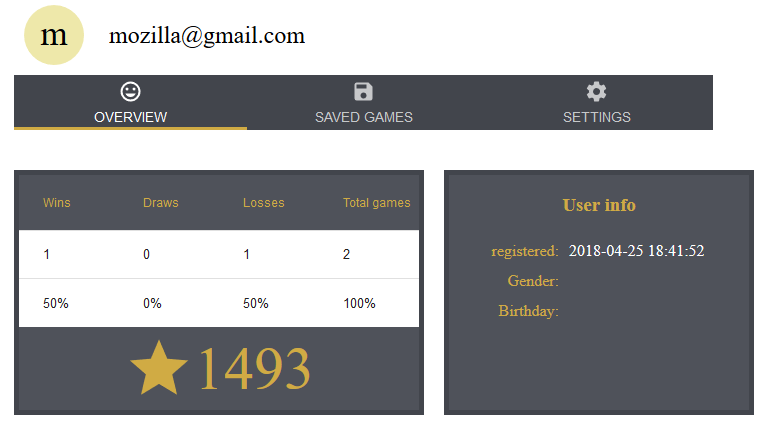 m mozilla@gmail.com
OVERVIEW SAVED GAMES SETTINGS
Wins Draws Losses Total games
1 0 1 2
50% 0% 50% 100%
1493
User info
registered: 2018-04-25 18:41:52
Gender:
Birthday: